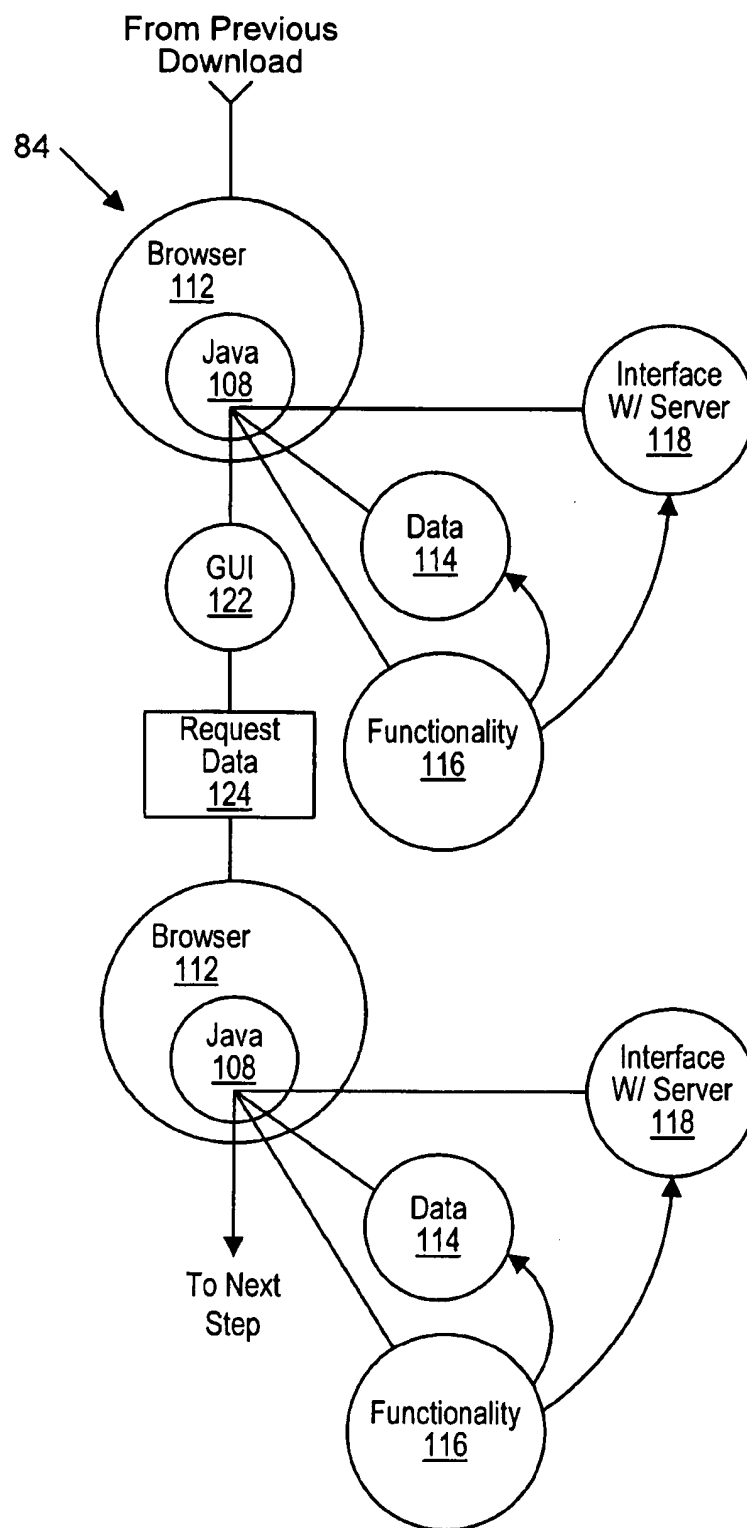 From Previous
Download
84
Browser
112
Java
108
Interface
W/ Server
118
Data
114
GUI
122
Functionality
116
Request
Data
124
Browser
112
Java
108
Interface
W/ Server
118
Data
114
To Next
Step
Functionality
116